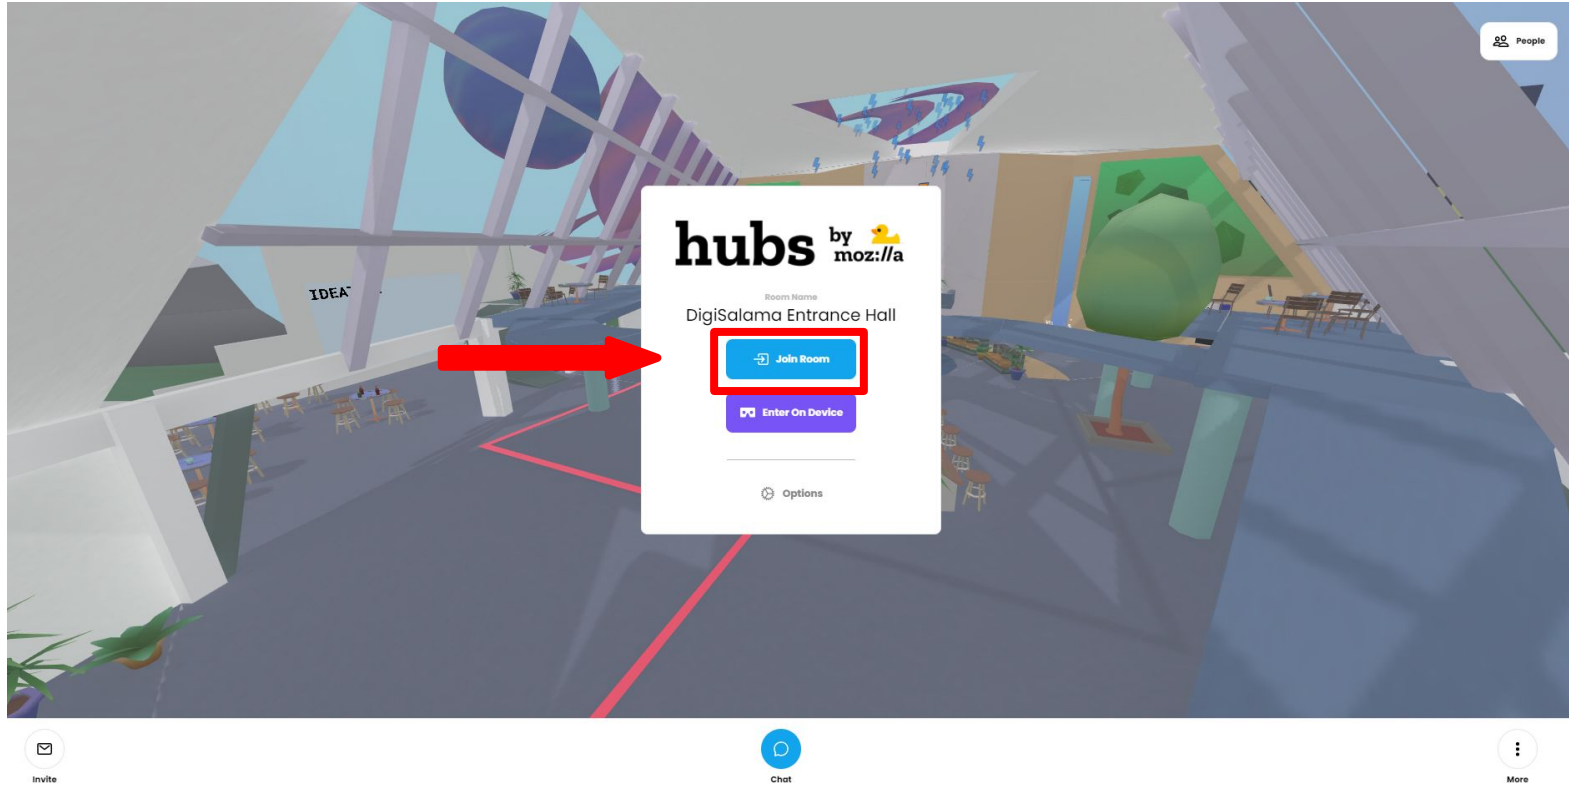 People
IDEA
hubs by moz://a
Room Name
DigiSalama Entrance Hall
Join Room
Enter On Device
Options
Invite
Chat
More